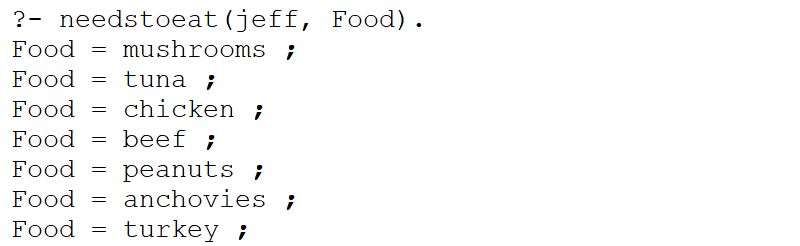 ?- needstoeat(jeff, Food).
Food = mushrooms ;
Food = tuna ;
Food = chicken ;
Food = beef ;
Food = peanuts ;
Food = anchovies ;
Food = turkey ;